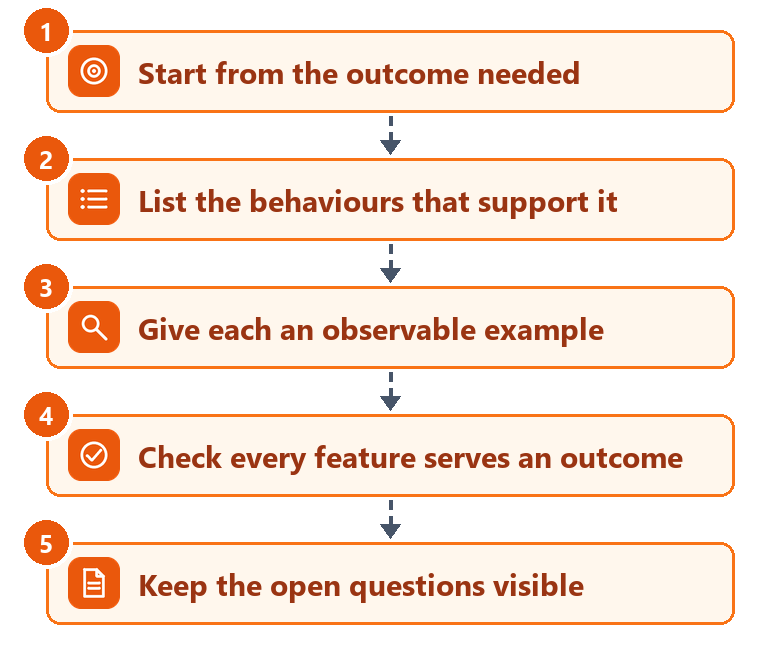 1
Start from the outcome needed
2
List the behaviours that support it
3
Give each an observable example
4
Check every feature serves an outcome
5
Keep the open questions visible